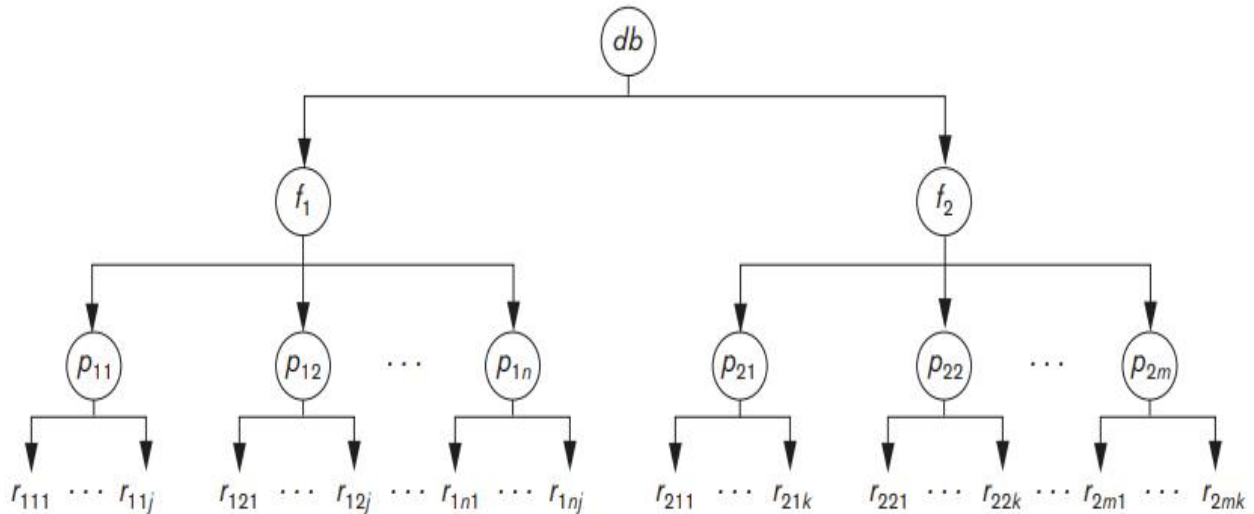 db
f₁ f₂
p₁₁ p₁₂ ··· p₁ₙ p₂₁ p₂₂ ··· p₂ₘ
r₁₁₁ ··· r₁₁ⱼ r₁₂₁ ··· r₁₂ⱼ ··· r₁ₙ₁ ··· r₁ₙⱼ r₂₁₁ ··· r₂₁ₖ r₂₂₁ ··· r₂₂ₖ ··· r₂ₘ₁ ··· r₂ₘₖ